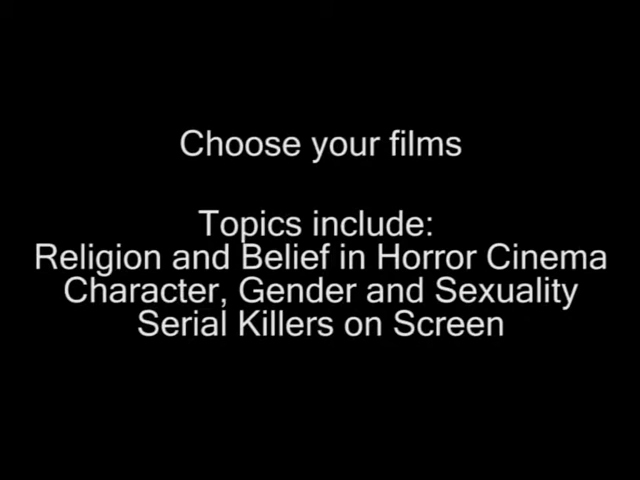 Choose your films
Topics include:
Religion and Belief in Horror Cinema
Character, Gender and Sexuality
Serial Killers on Screen